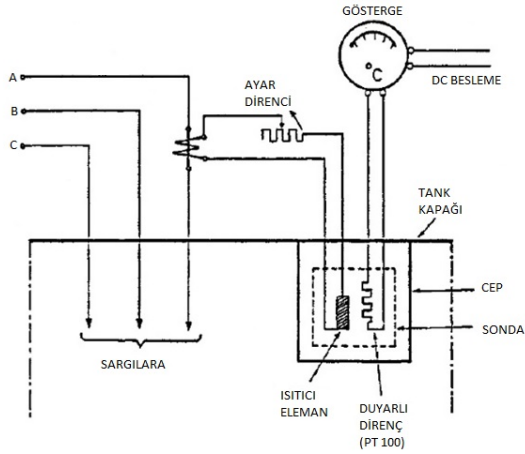 GÖSTERGE
°C
DC BESLEME
AYAR
DİRENCİ
A
B
C
TANK
KAPAĞI
CEP
SONDA
SARGILARA
ISITICI
ELEMAN
DUYARLI
DİRENÇ
(PT 100)